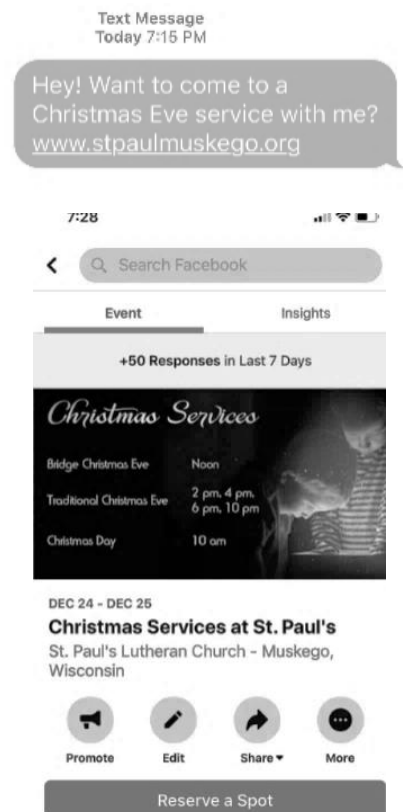 Text Message
Today 7:15 PM
Hey! Want to come to a
Christmas Eve service with me?
www.stpaulmuskego.org
7:28
Search Facebook
Event Insights
+50 Responses in Last 7 Days
Christmas Services
Bridge Christmas Eve Noon
Traditional Christmas Eve 2 pm, 4 pm,
6 pm, 10 pm
Christmas Day 10 am
DEC 24 - DEC 25
Christmas Services at St. Paul's
St. Paul's Lutheran Church - Muskego,
Wisconsin
Promote Edit Share More
Reserve a Spot